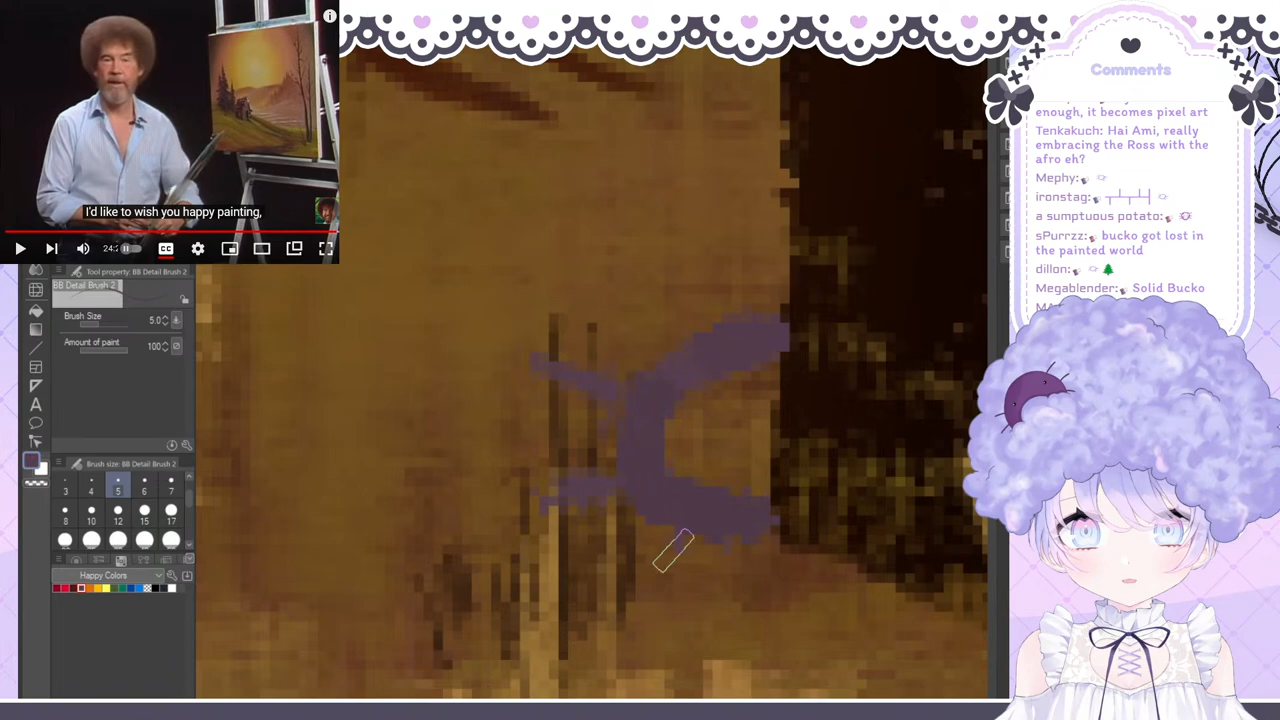 I'd like to wish you happy painting,
CC
Comments
enough, it becomes pixel art
Tenkakuch: Hai Ami, really
embracing the Ross with the
afro eh?
Mephy:
ironstag:
a sumptuous potato:
sPurrzz: bucko got lost in
the painted world
dillon:
Megablender: Solid Bucko
Tool property: BB Detail Brush 2
BB Detail Brush 2
Brush Size 5.0
Amount of paint 100
Brush size: BB Detail Brush 2
3 4 5 6 7
8 10 12 15 17
Happy Colors